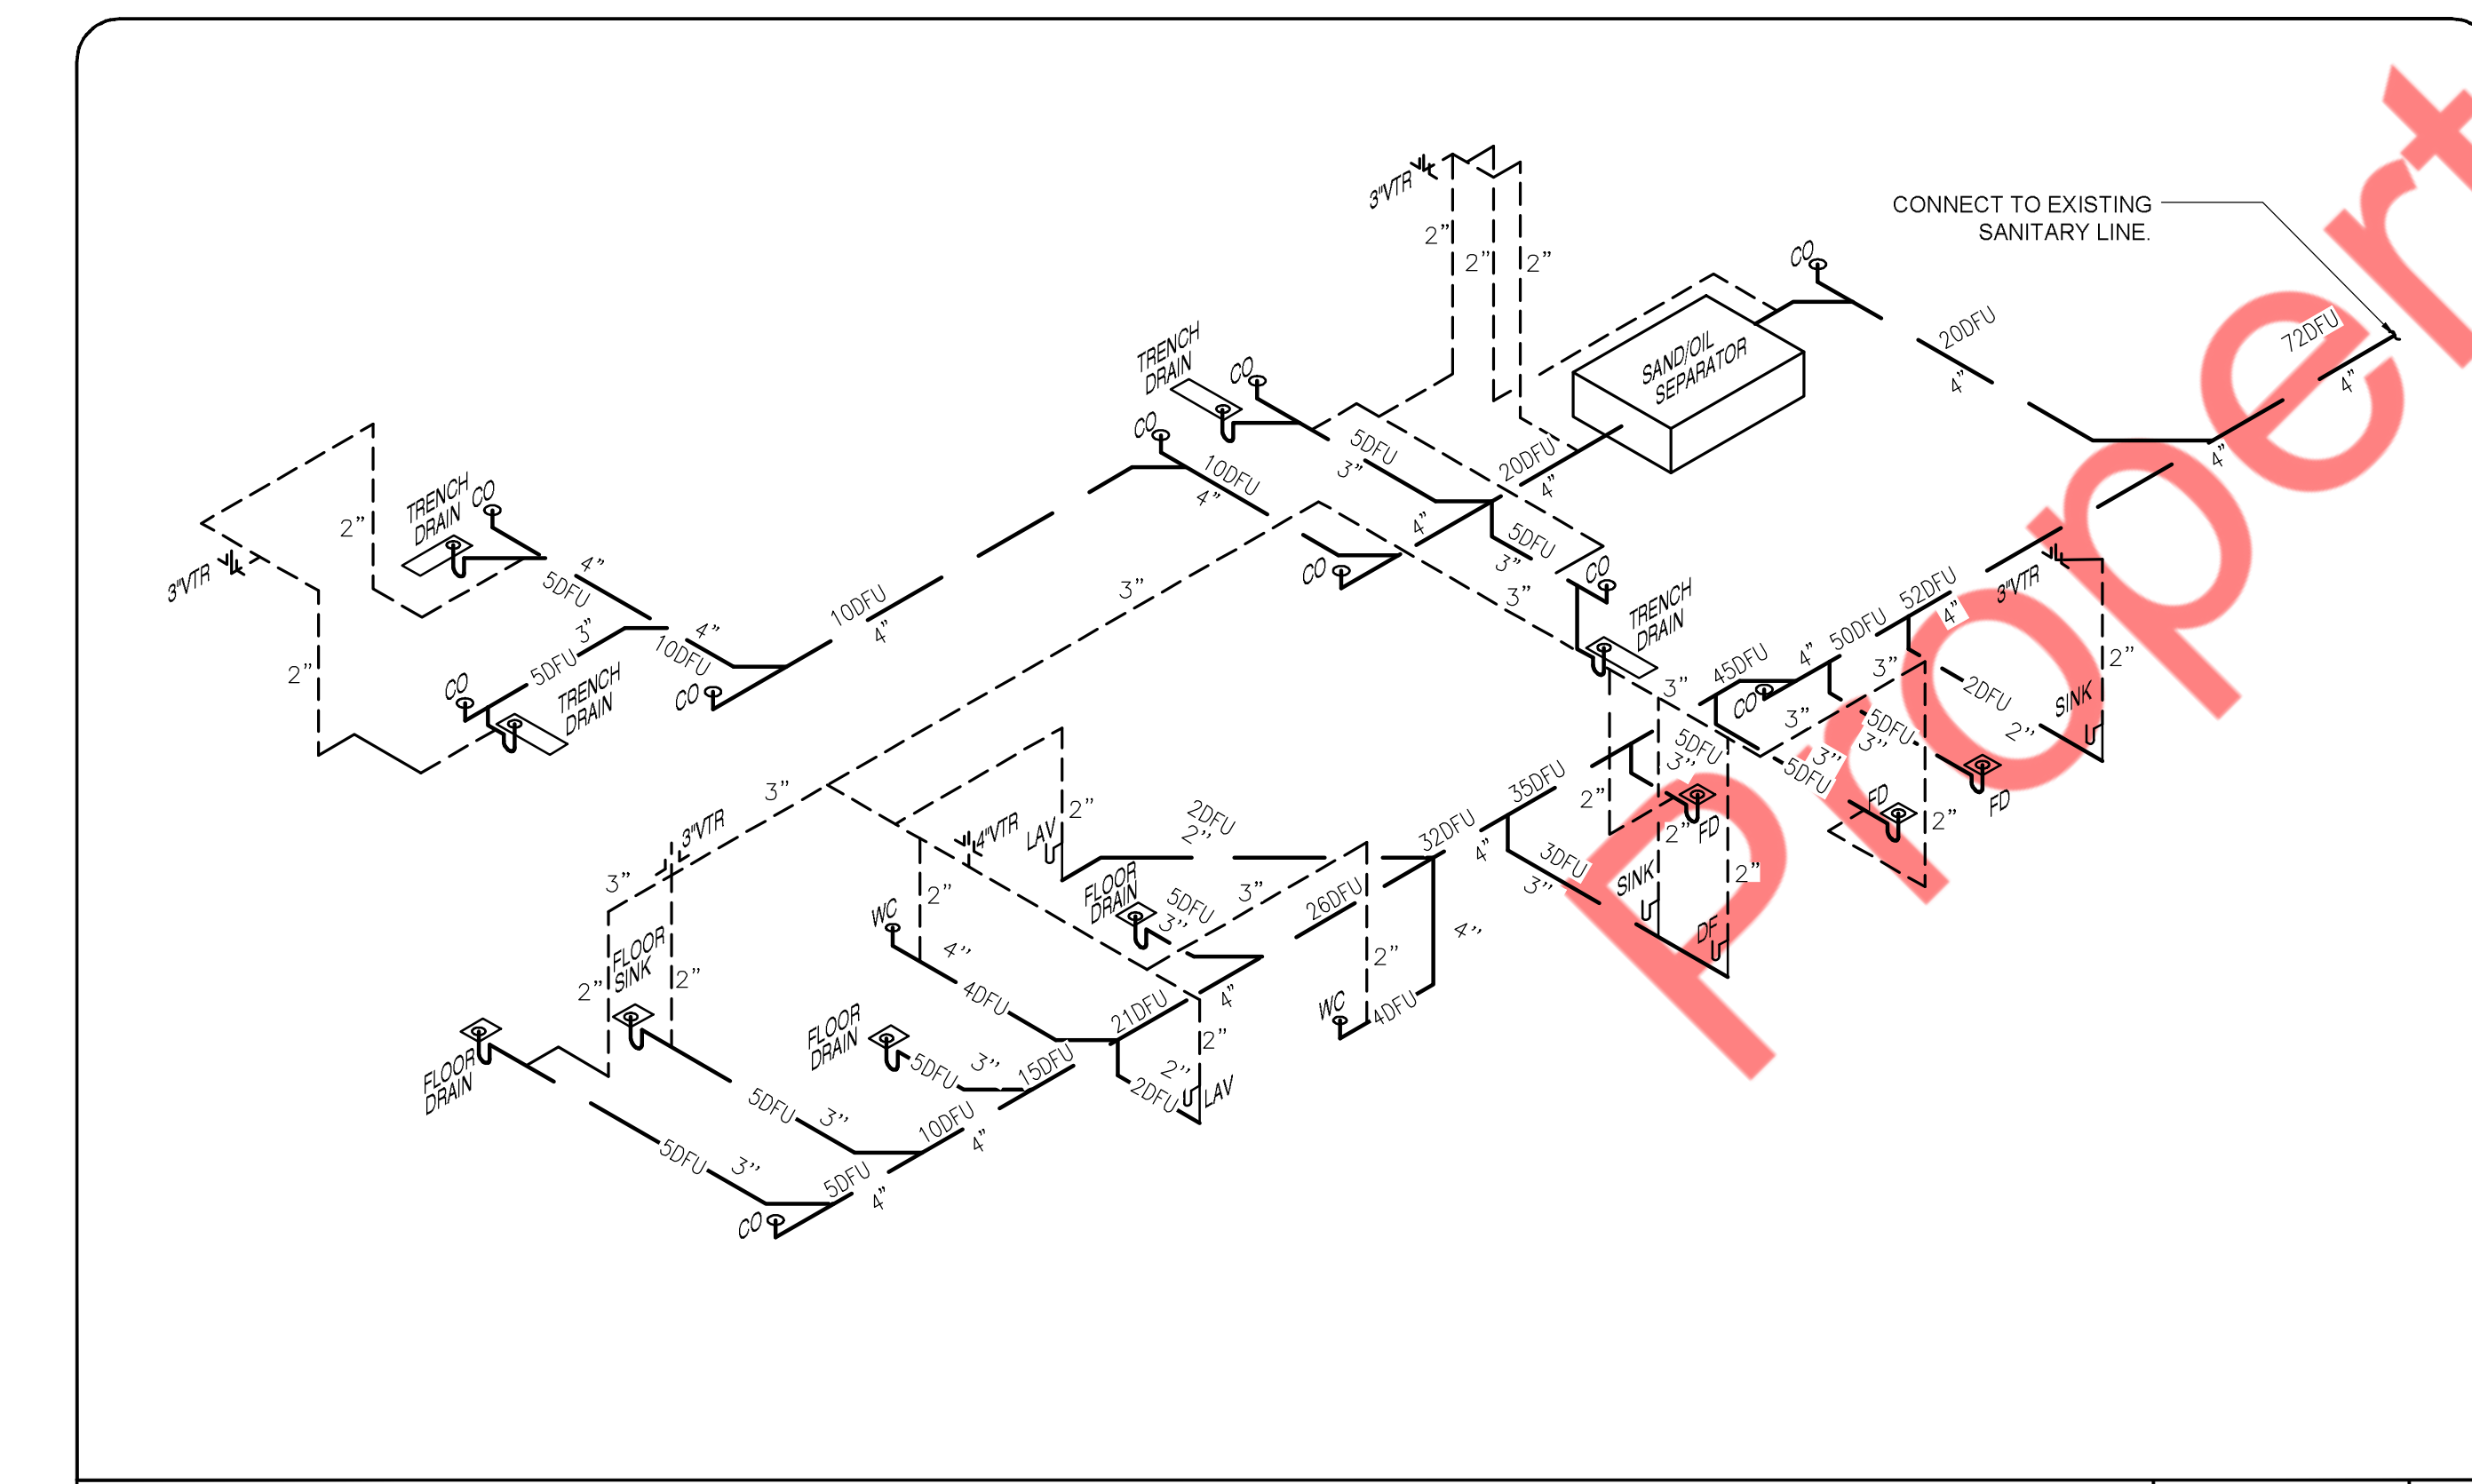 3"VTR
2"
2"
2"
CONNECT TO EXISTING
SANITARY LINE.
CO
SAND/OIL
SEPARATOR
20DFU
4"
72DFU
4"
4"
TRENCH
DRAIN
CO
CO
10DFU
4"
5DFU
3"
20DFU
4"
4"
5DFU
3"
CO
CO
TRENCH
DRAIN
3"
3"
TRENCH
DRAIN
CO
2"
3"VTR
2"
4"
5DFU
3"
5DFU
4"
10DFU
CO
TRENCH
DRAIN
CO
10DFU
4"
52DFU
4"
50DFU
4"
45DFU
CO
3"VTR
2"
SINK
2DFU
2"
3"
3"
3"
5DFU
3"
FD
5DFU
3"
FD
5DFU
3"
FD
2"
2"
2"
2"
3"
3"VTR
3"
4"VTR
LAV
2"
2DFU
2"
32DFU
4"
35DFU
3DFU
3"
SINK
DF
WC
2"
4"
4DFU
FLOOR
DRAIN
5DFU
3"
3"
26DFU
2"
4"
WC
4DFU
FLOOR
SINK
2"
2"
FLOOR
DRAIN
FLOOR
DRAIN
5DFU
3"
15DFU
21DFU
4"
2"
2"
2DFU
LAV
5DFU
3"
10DFU
4"
5DFU
3"
5DFU
4"
CO
Propert